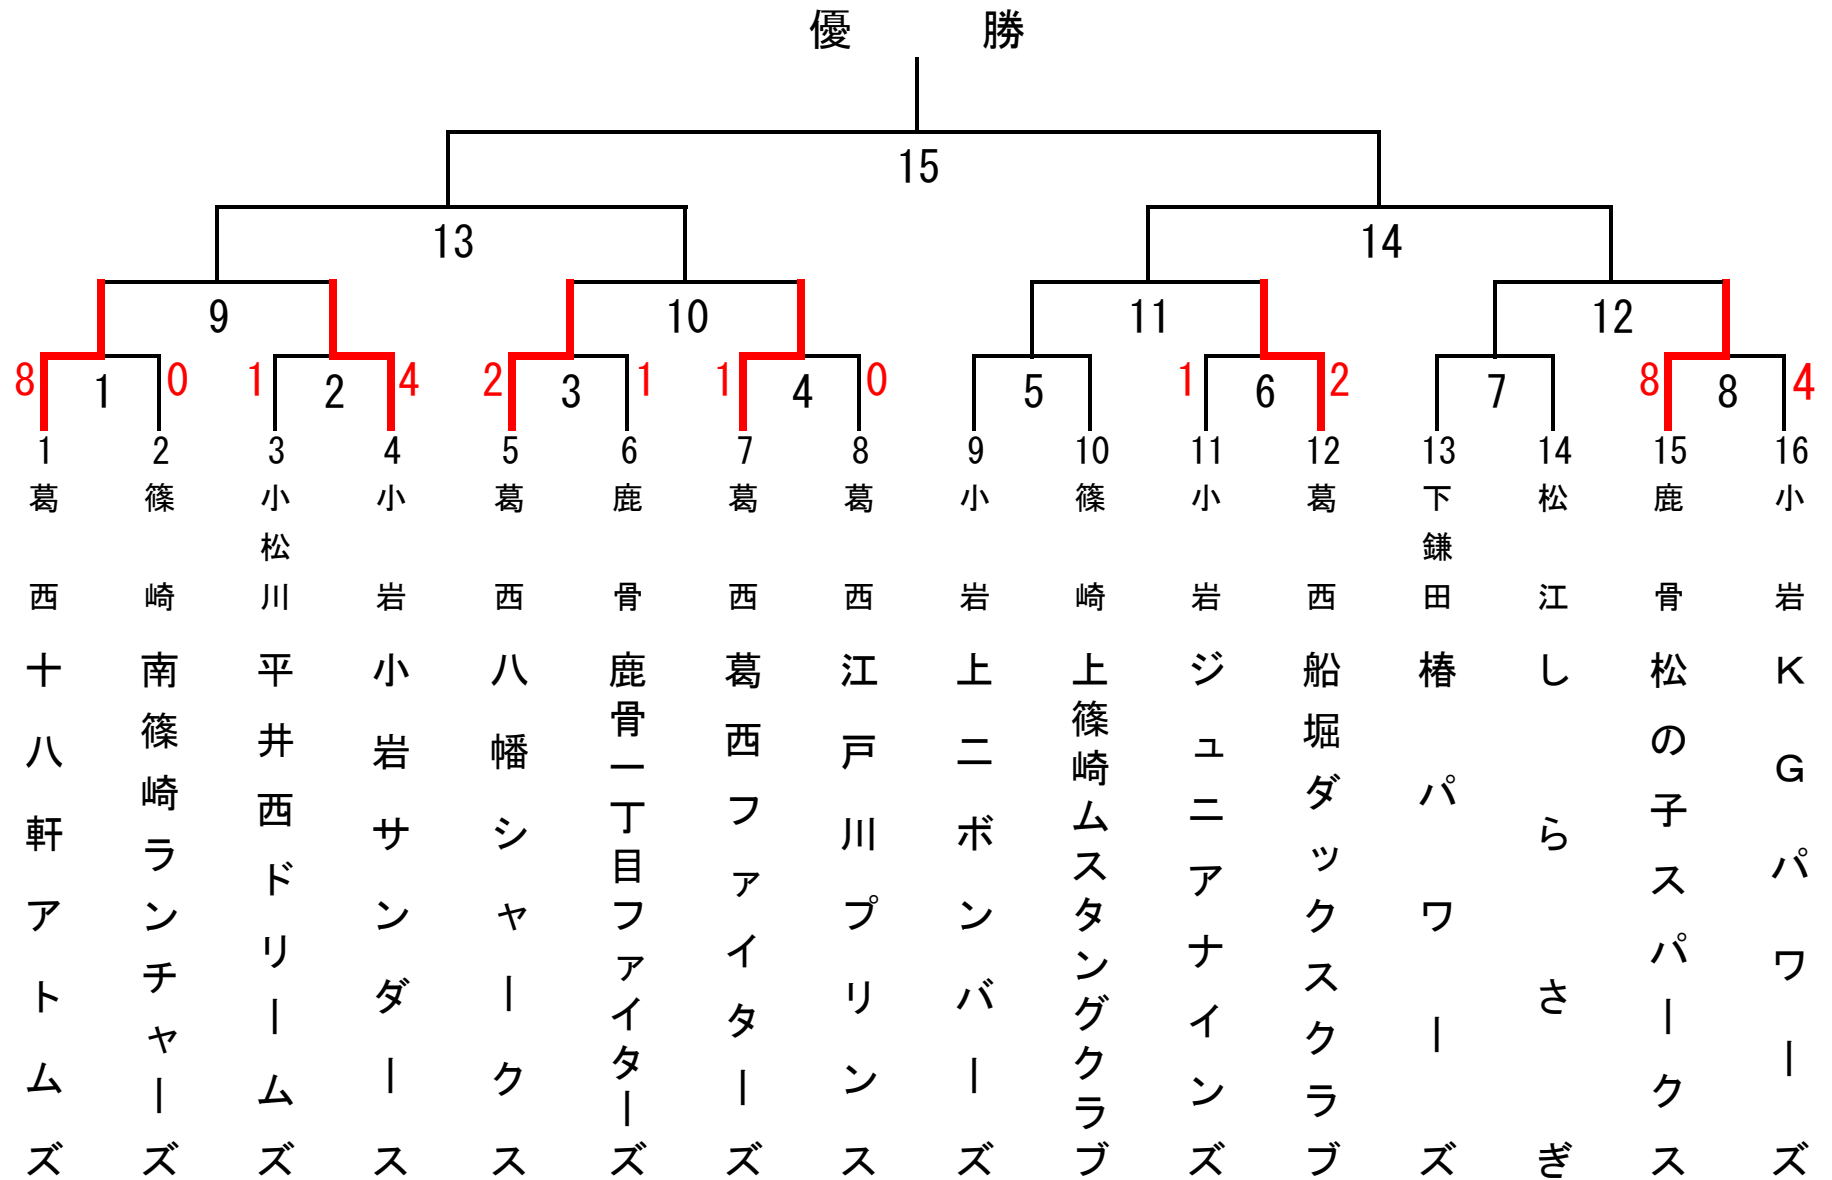 優 勝
15
13 14
9 10 11 12
8 1 0 1 2 4 2 3 1 1 4 0 5 1 6 2 7 8 8 4
1 2 3 4 5 6 7 8 9 10 11 12 13 14 15 16
葛西
十八軒アトムズ
篠崎
南篠崎ランチャーズ
小松川
平井西ドリームズ
小岩
小岩サンダース
葛西
八幡シャークス
鹿骨
鹿骨一丁目ファイターズ
葛西
葛西ファイターズ
葛西
江戸川プリンス
小岩
上一色ボンバーズ
篠崎
上篠崎ムスタングクラブ
小岩
ジュニアナインズ
葛西
船堀ダックスクラブ
下鎌田
椿パワーズ
松江
しらさぎ
鹿骨
松の子スパークス
小岩
KGパワーズ